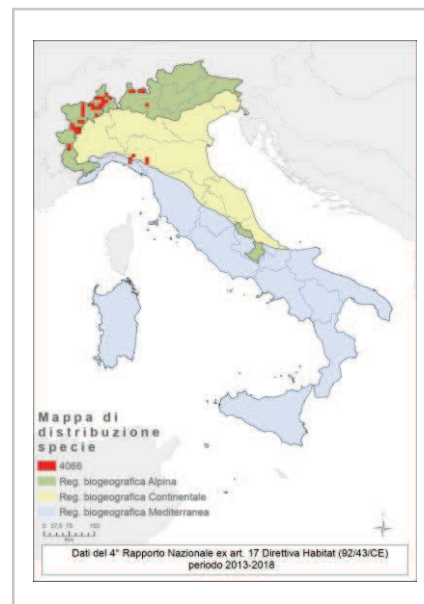 Mappa di
distribuzione
specie
4066
Reg. biogeografica Alpina
Reg. biogeografica Continentale
Reg. biogeografica Mediterranea
0 37,5 75 150
Km
Dati del 4° Rapporto Nazionale ex art. 17 Direttiva Habitat (92/43/CE)
periodo 2013-2018